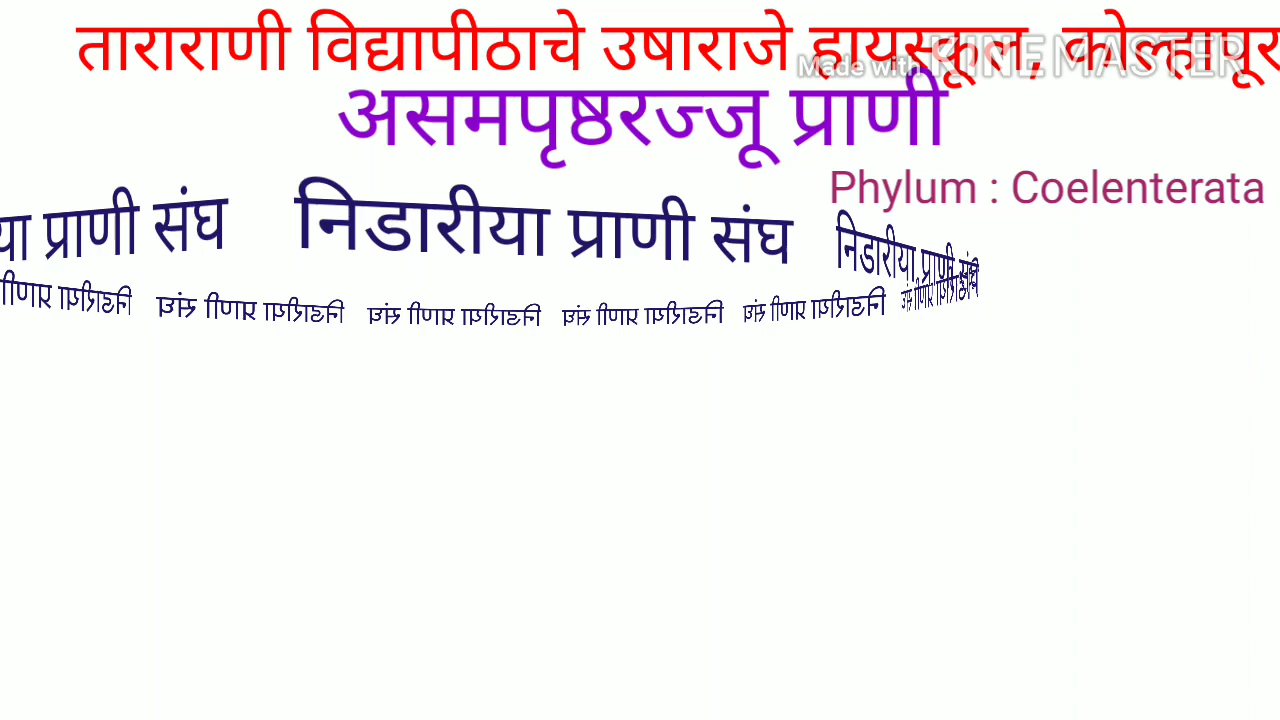 ताराराणी विद्यापीठाचे उषाराजे हायस्कूल, कोल्हापूर
Made with KINEMASTER
असमपृष्ठरज्जू प्राणी
Phylum : Coelenterata
या प्राणी संघ निडारीया प्राणी संघ निडारीया प्राणी संघ
प्राणी निडारीया संघ प्राणी निडारीया संघ प्राणी निडारीया संघ प्राणी निडारीया संघ प्राणी निडारीया संघ प्राणी निडारीया